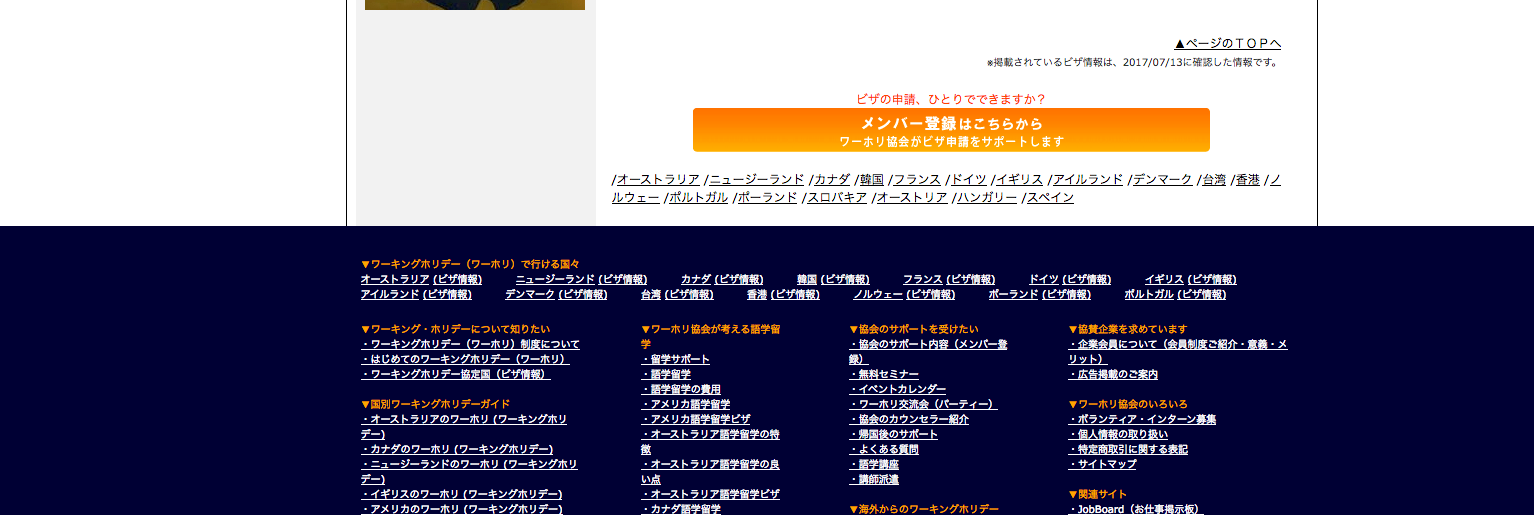 ▲ページのＴＯＰへ
※掲載されているビザ情報は、2017/07/13に確認した情報です。
ビザの申請、ひとりでできますか？
メンバー登録はこちらから
ワーホリ協会がビザ申請をサポートします
/オーストラリア /ニュージーランド /カナダ /韓国 /フランス /ドイツ /イギリス /アイルランド /デンマーク /台湾 /香港 /ノ
ルウェー /ポルトガル /ポーランド /スロバキア /オーストリア /ハンガリー /スペイン
▼ワーキングホリデー（ワーホリ）で行ける国々
オーストラリア (ビザ情報) ニュージーランド (ビザ情報) カナダ (ビザ情報) 韓国 (ビザ情報) フランス (ビザ情報) ドイツ (ビザ情報) イギリス (ビザ情報)
アイルランド (ビザ情報) デンマーク (ビザ情報) 台湾 (ビザ情報) 香港 (ビザ情報) ノルウェー (ビザ情報) ポーランド (ビザ情報) ポルトガル (ビザ情報)
▼ワーキング・ホリデーについて知りたい
・ワーキングホリデー（ワーホリ）制度について
・はじめてのワーキングホリデー（ワーホリ）
・ワーキングホリデー協定国（ビザ情報）
▼国別ワーキングホリデーガイド
・オーストラリアのワーホリ (ワーキングホリ
デー)
・カナダのワーホリ (ワーキングホリデー)
・ニュージーランドのワーホリ (ワーキングホリ
デー)
・イギリスのワーホリ (ワーキングホリデー)
・アメリカのワーホリ (ワーキングホリデー)
▼ワーホリ協会が考える語学留
学
・留学サポート
・語学留学
・語学留学の費用
・アメリカ語学留学
・アメリカ語学留学ビザ
・オーストラリア語学留学の特
徴
・オーストラリア語学留学の良
い点
・オーストラリア語学留学ビザ
・カナダ語学留学
▼協会のサポートを受けたい
・協会のサポート内容（メンバー登
録）
・無料セミナー
・イベントカレンダー
・ワーホリ交流会（パーティー）
・協会のカウンセラー紹介
・帰国後のサポート
・よくある質問
・語学講座
・講師派遣
▼海外からのワーキングホリデー
▼協賛企業を求めています
・企業会員について（会員制度ご紹介・意義・メ
リット）
・広告掲載のご案内
▼ワーホリ協会のいろいろ
・ボランティア・インターン募集
・個人情報の取り扱い
・特定商取引に関する表記
・サイトマップ
▼関連サイト
・JobBoard（お仕事掲示板）